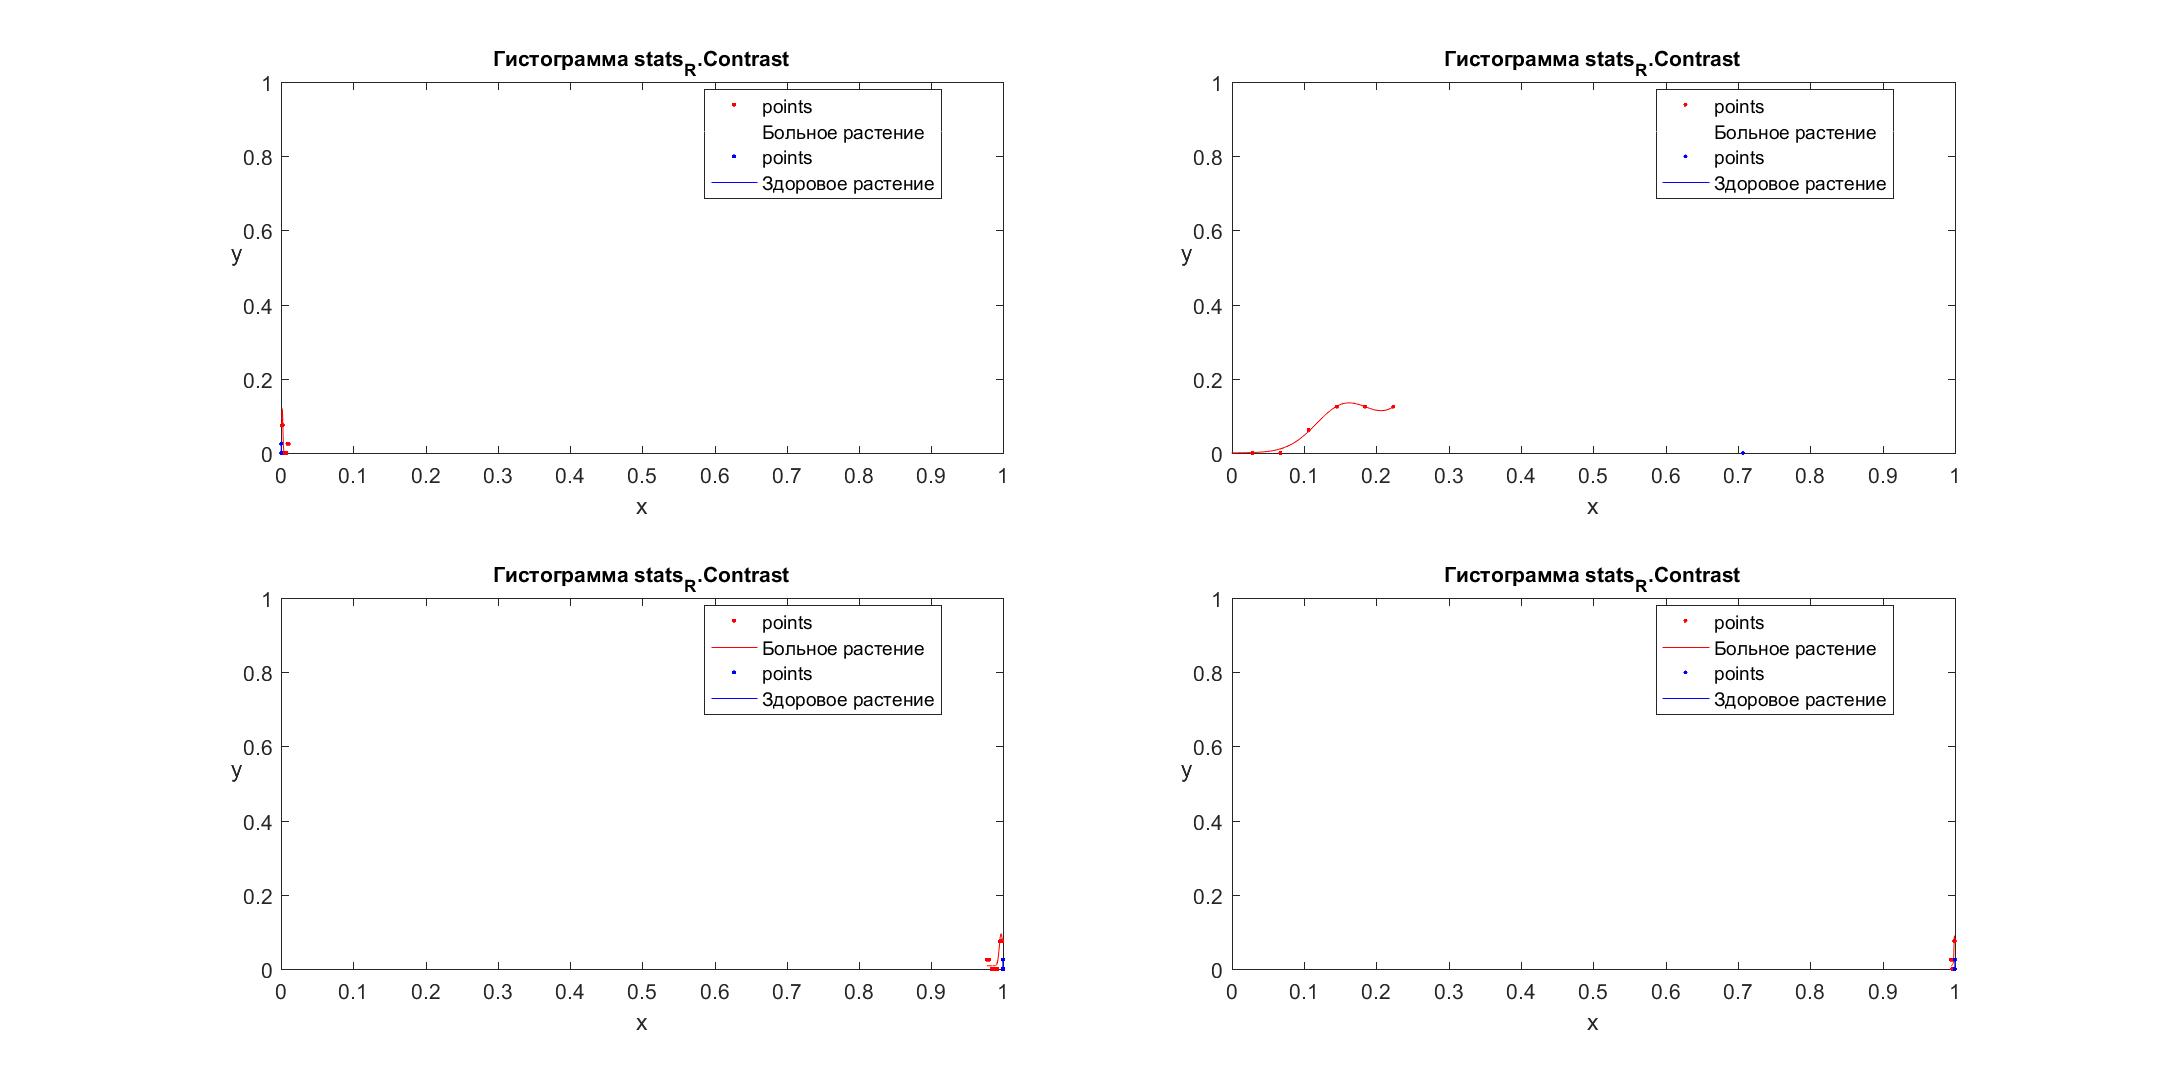 Гистограмма stats_R.Contrast
1
0.8
0.6
0.4
0.2
0
y
points
Больное растение
points
Здоровое растение
0 0.1 0.2 0.3 0.4 0.5 0.6 0.7 0.8 0.9 1
x
Гистограмма stats_R.Contrast
1
0.8
0.6
0.4
0.2
0
y
points
Больное растение
points
Здоровое растение
0 0.1 0.2 0.3 0.4 0.5 0.6 0.7 0.8 0.9 1
x
Гистограмма stats_R.Contrast
1
0.8
0.6
0.4
0.2
0
y
points
Больное растение
points
Здоровое растение
0 0.1 0.2 0.3 0.4 0.5 0.6 0.7 0.8 0.9 1
x
Гистограмма stats_R.Contrast
1
0.8
0.6
0.4
0.2
0
y
points
Больное растение
points
Здоровое растение
0 0.1 0.2 0.3 0.4 0.5 0.6 0.7 0.8 0.9 1
x